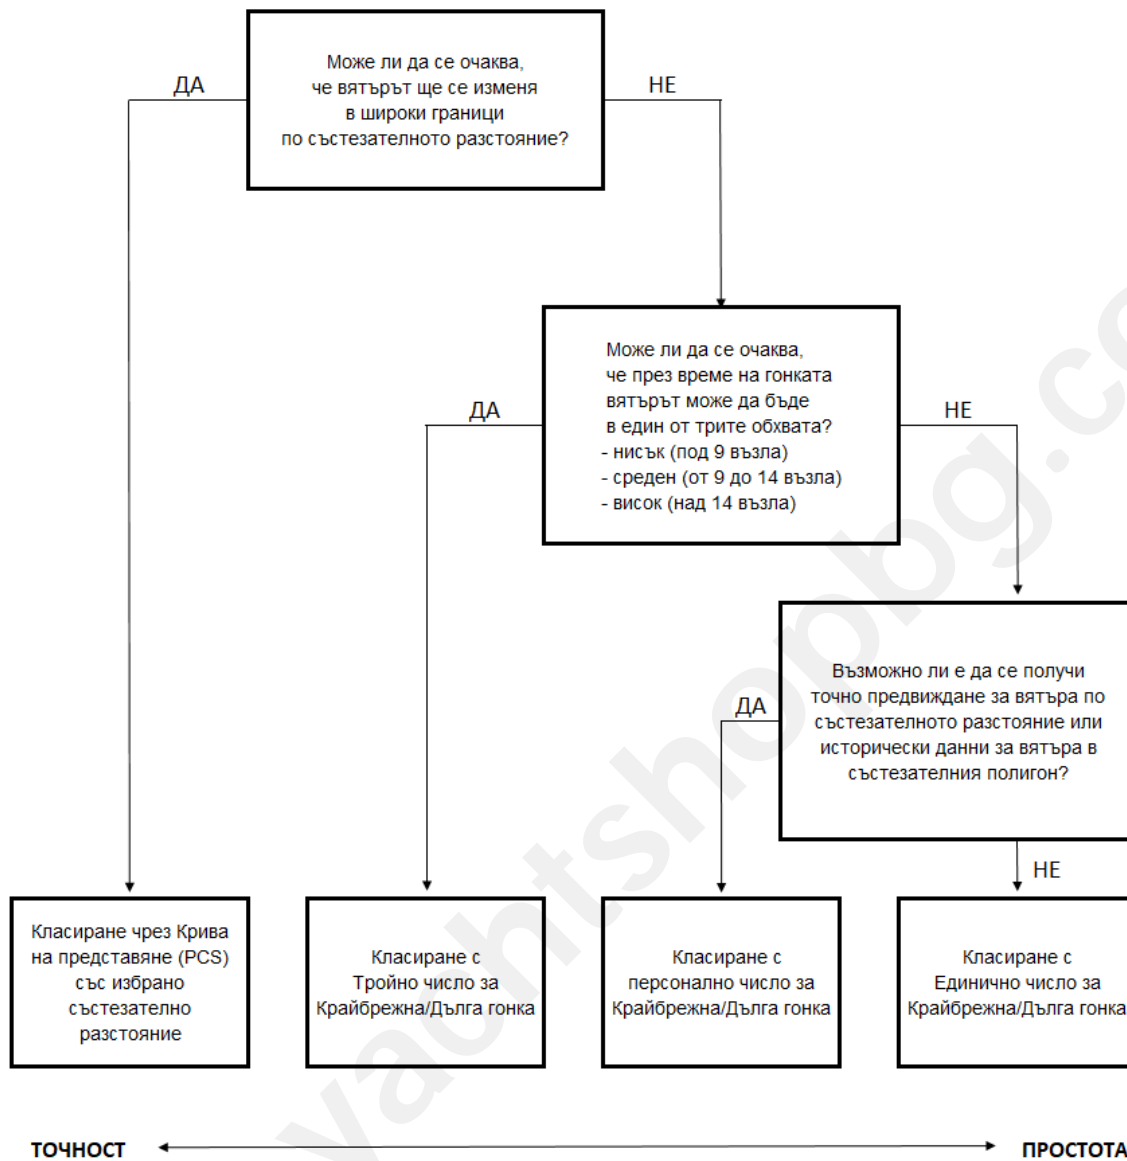 Може ли да се очаква,
че вятърът ще се изменя
в широки граници
по състезателното разстояние?
ДА
НЕ
Може ли да се очаква,
че през време на гонката
вятърът може да бъде
в един от трите обхвата?
- нисък (под 9 възла)
- среден (от 9 до 14 възла)
- висок (над 14 възла)
ДА
НЕ
Възможно ли е да се получи
точно предвиждане за вятъра по
състезателното разстояние или
исторически данни за вятъра в
състезателния полигон?
ДА
НЕ
Класиране чрез Крива
на представяне (PCS)
със избрано
състезателно
разстояние
Класиране с
Тройно число за
Крайбрежна/Дълга гонка
Класиране с
персонално число за
Крайбрежна/Дълга гонка
Класиране с
Единично число за
Крайбрежна/Дълга гонка
ТОЧНОСТ
ПРОСТОТА
yachtshopbg.co